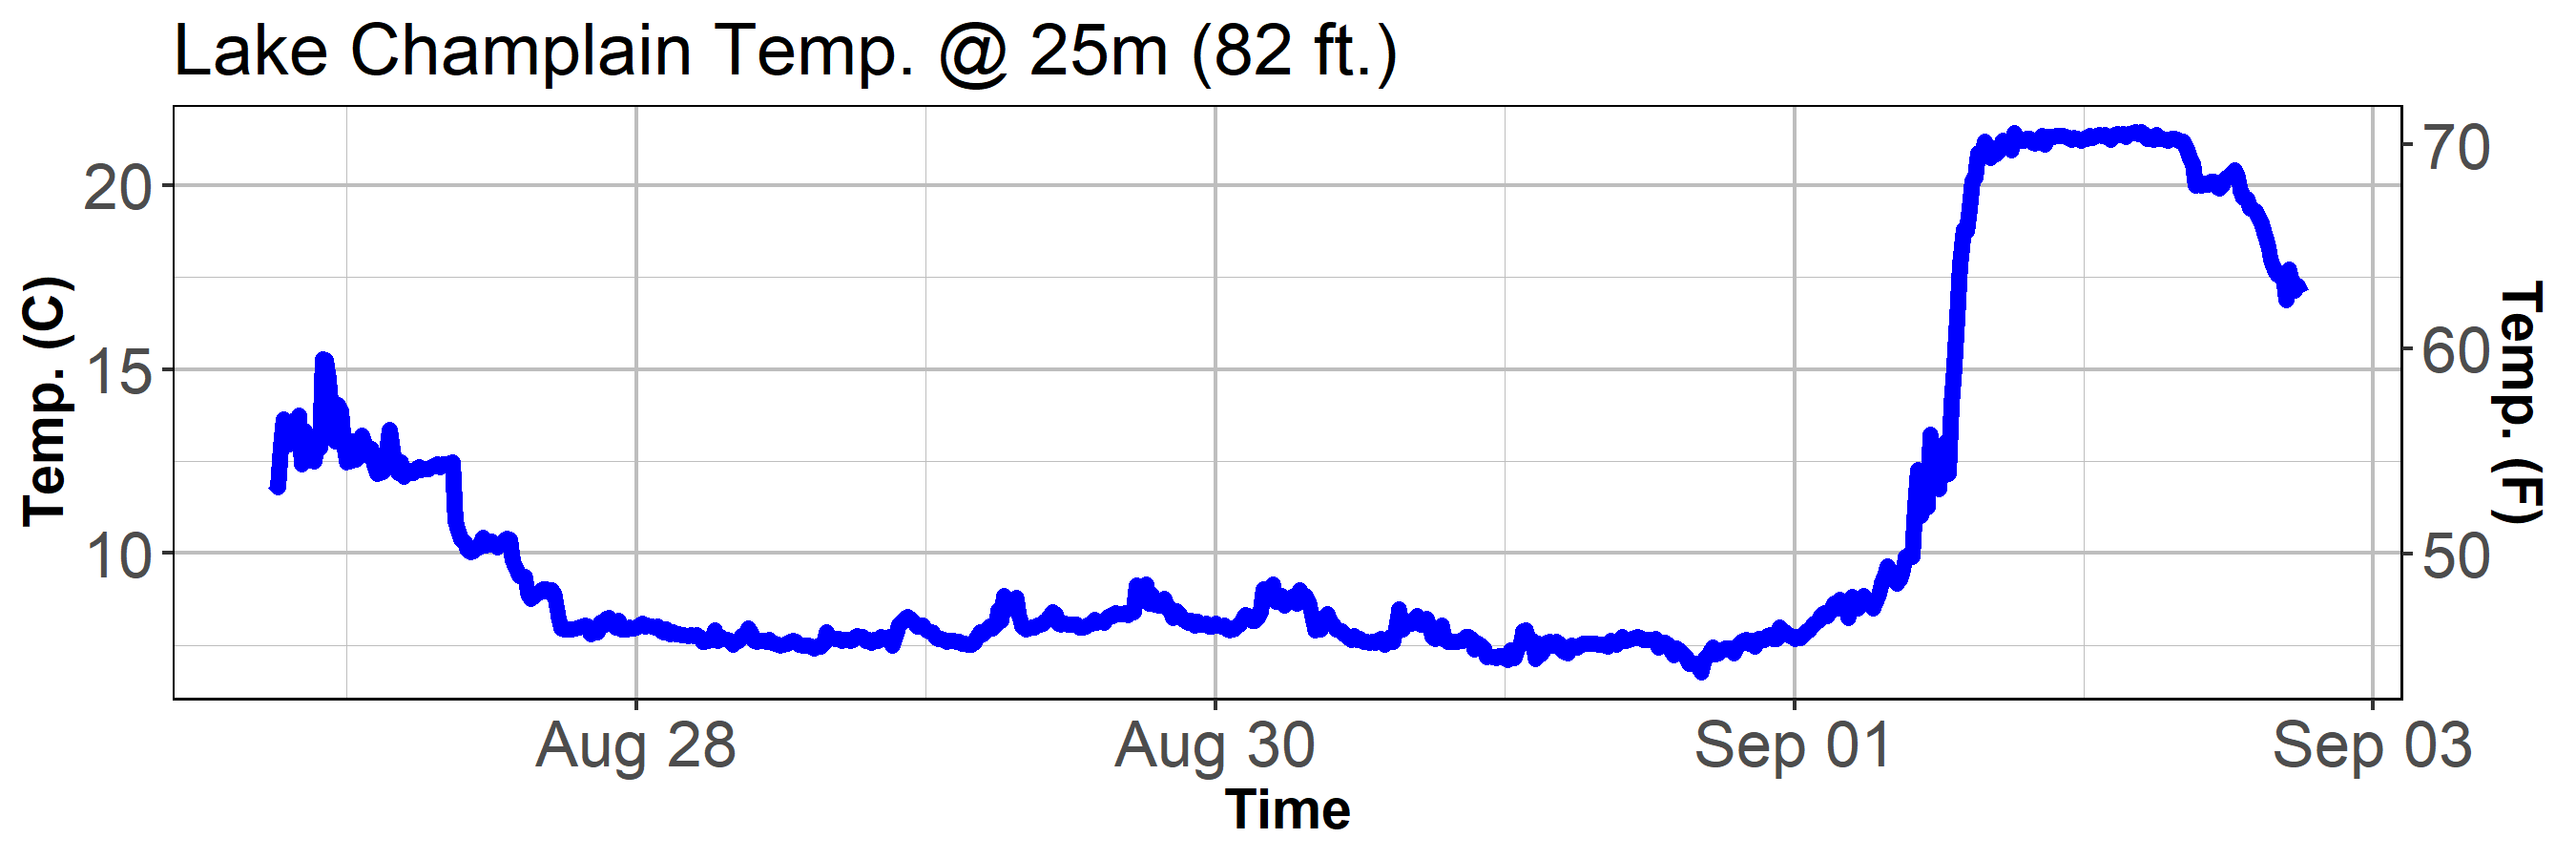 Lake Champlain Temp. @ 25m (82 ft.)
Temp. (C)
20
15
10
70
60
50
Temp. (F)
Aug 28
Aug 30
Sep 01
Sep 03
Time